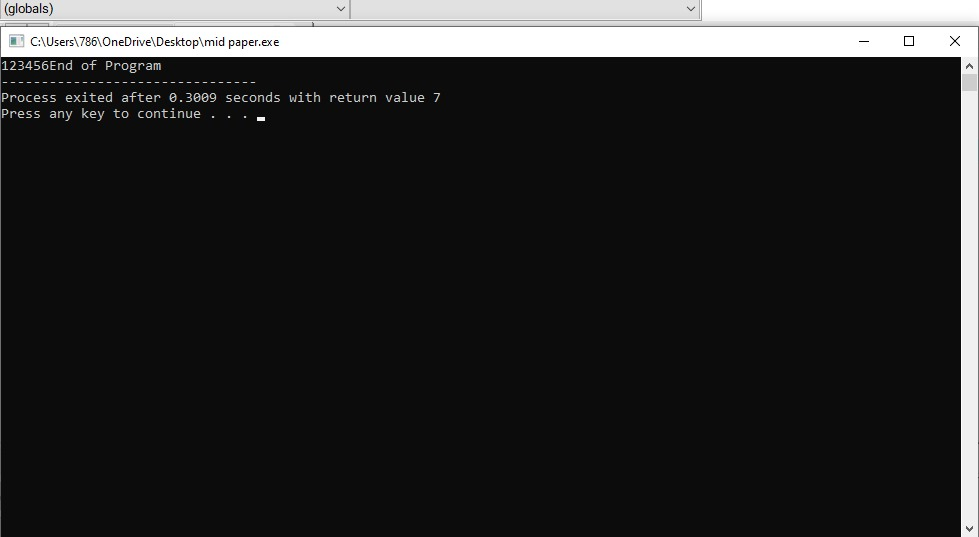 (globals)
C:\Users\786\OneDrive\Desktop\mid paper.exe
123456End of Program
--------------------------------
Process exited after 0.3009 seconds with return value 7
Press any key to continue . . .